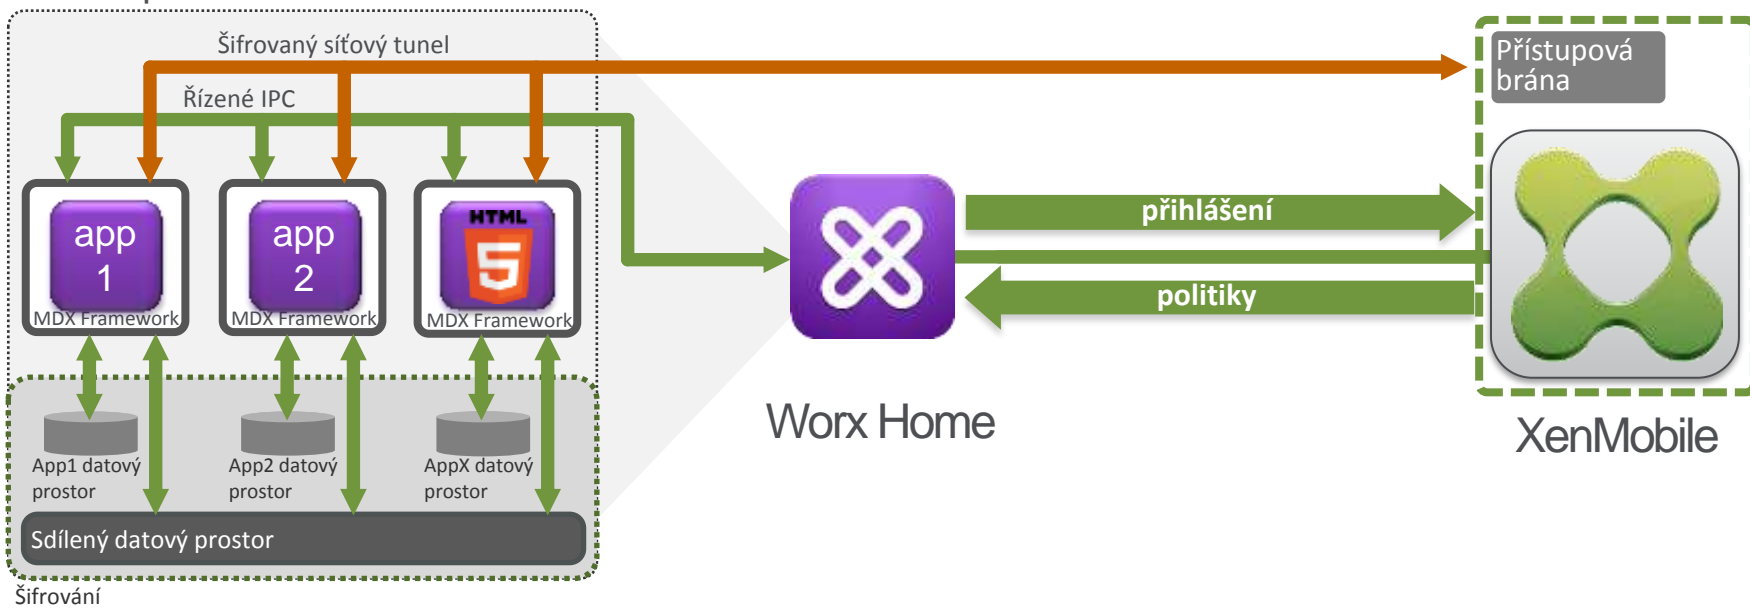 Šifrovaný síťový tunel
Přístupová
brána
Řízené IPC
app
1
app
2
HTML
5
MDX Framework
MDX Framework
MDX Framework
přihlášení
politiky
Worx Home
XenMobile
App1 datový
prostor
App2 datový
prostor
AppX datový
prostor
Sdílený datový prostor
Šifrování